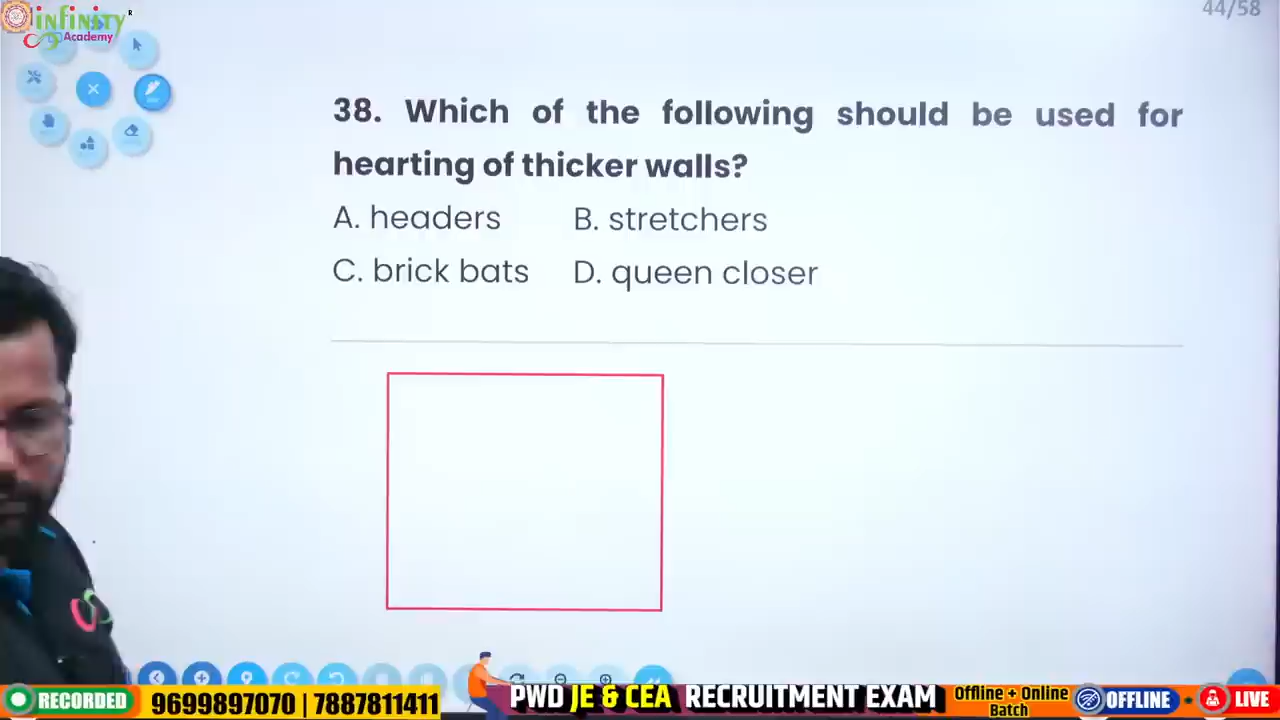 infinity
Academy
44/58
38. Which of the following should be used for
hearting of thicker walls?
A. headers B. stretchers
C. brick bats D. queen closer
RECORDED 9699897070 | 7887811411 PWD JE & CEA RECRUITMENT EXAM Offline + Online Batch OFFLINE LIVE